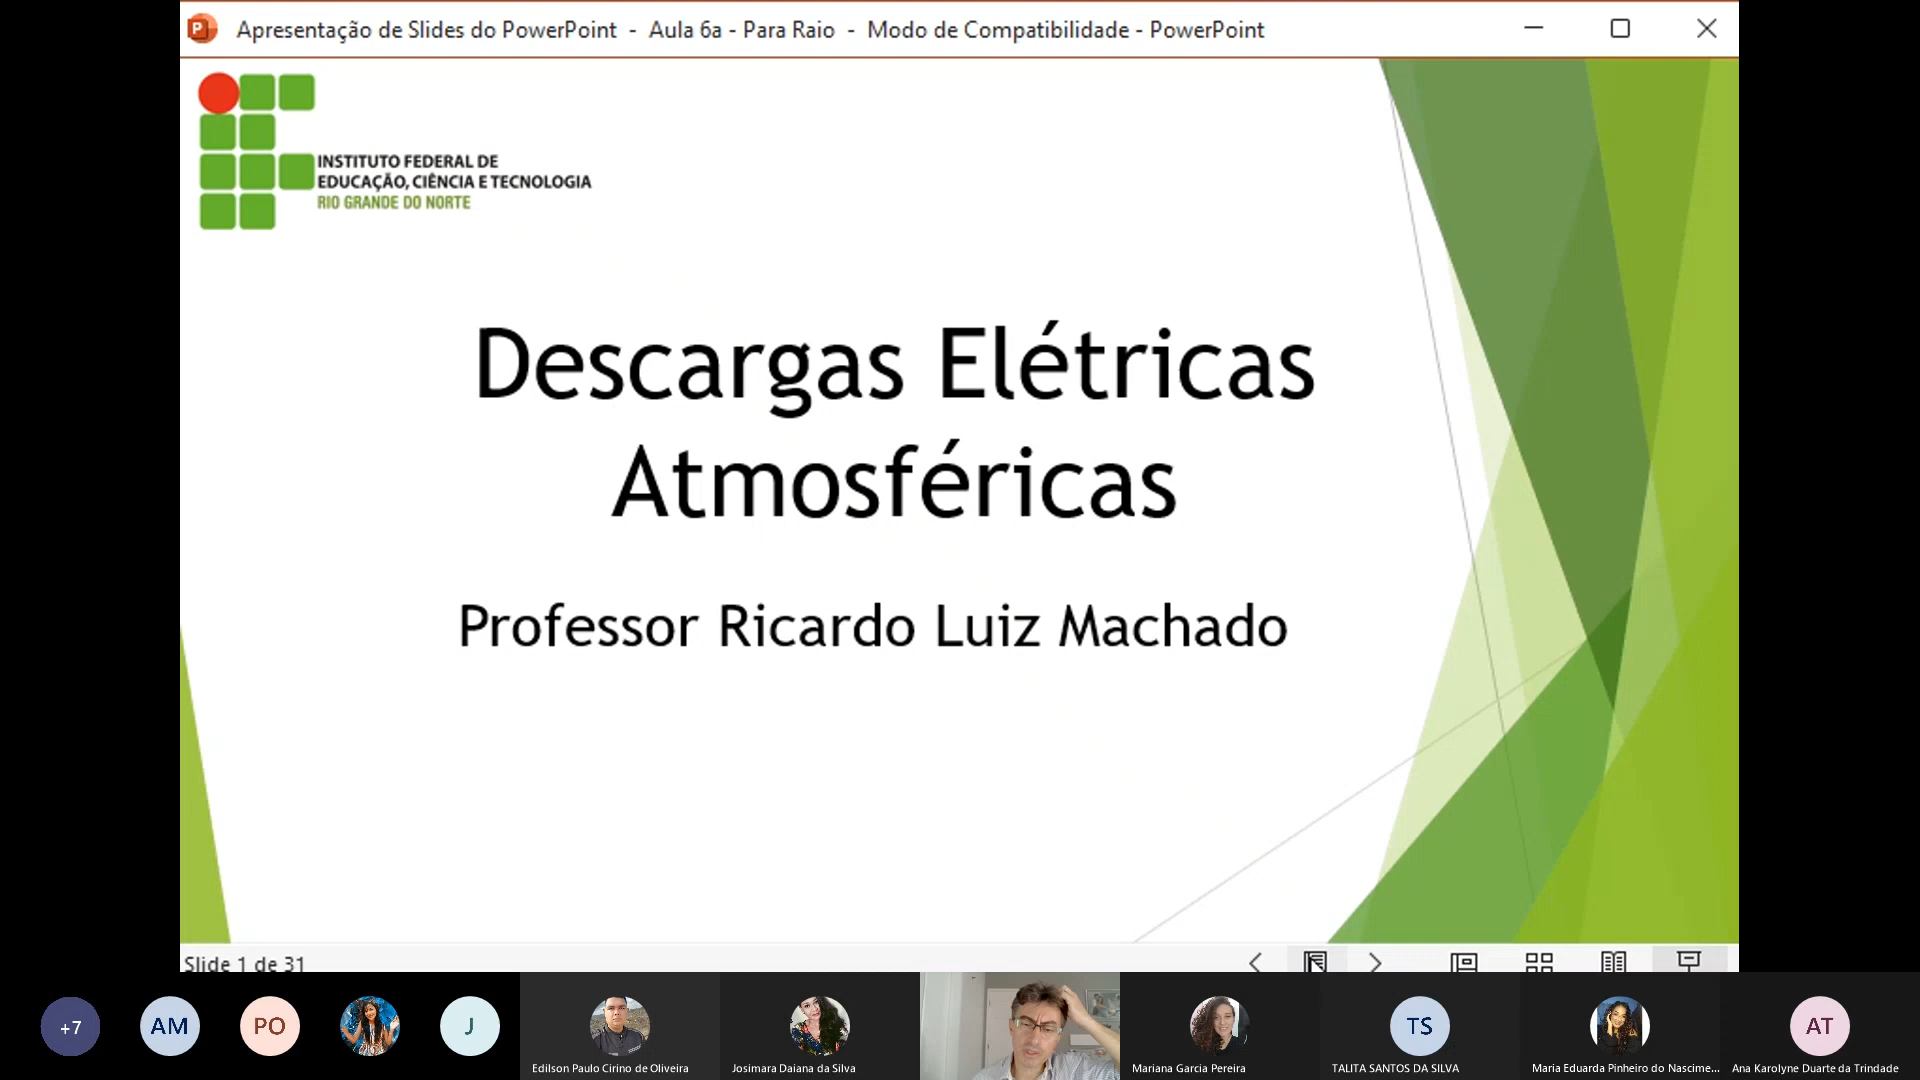 Apresentação de Slides do PowerPoint - Aula 6a - Para Raio - Modo de Compatibilidade - PowerPoint
INSTITUTO FEDERAL DE
EDUCAÇÃO, CIÊNCIA E TECNOLOGIA
RIO GRANDE DO NORTE
Descargas Elétricas
Atmosféricas
Professor Ricardo Luiz Machado
Slide 1 de 31
+7
AM
PO
J
TS
AT
Edilson Paulo Cirino de Oliveira
Josimara Daiana da Silva
Mariana Garcia Pereira
TALITA SANTOS DA SILVA
Maria Eduarda Pinheiro do Nascime...
Ana Karolyne Duarte da Trindade